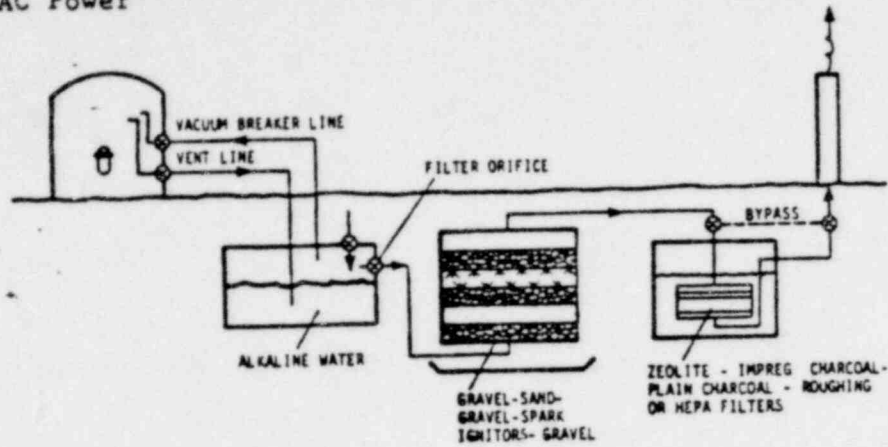 AC Power
VACUUM BREAKER LINE
VENT LINE
FILTER ORIFICE
BYPASS
ALKALINE WATER
GRAVEL-SAND-
GRAVEL-SPARK
IGNITORS- GRAVEL
ZEOLITE - IMPREG CHARCOAL-
PLAIN CHARCOAL - ROUGHING
OR HEPA FILTERS